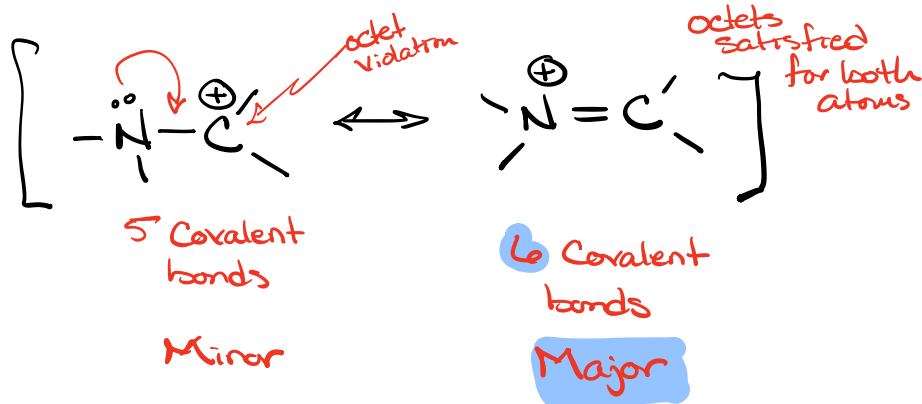 octet
violation
octets
satisfied
for both
atoms
[ –N̈–C⊕ ↔ N⊕=C ]
5 Covalent
bonds
6 Covalent
bonds
Minor
Major